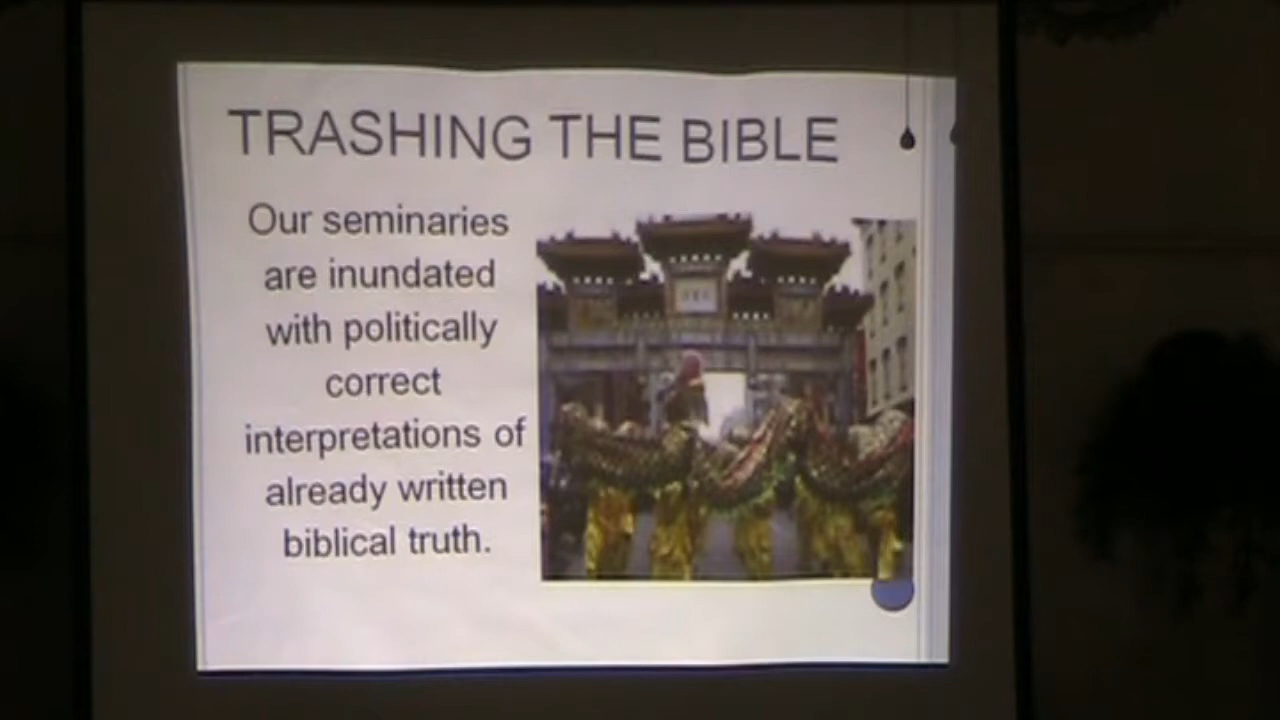 TRASHING THE BIBLE
Our seminaries
are inundated
with politically
correct
interpretations of
already written
biblical truth.